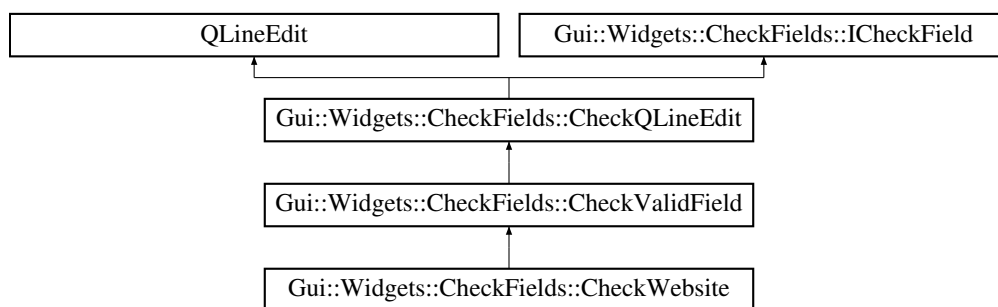 QLineEdit
Gui::Widgets::CheckFields::ICheckField
Gui::Widgets::CheckFields::CheckQLineEdit
Gui::Widgets::CheckFields::CheckValidField
Gui::Widgets::CheckFields::CheckWebsite